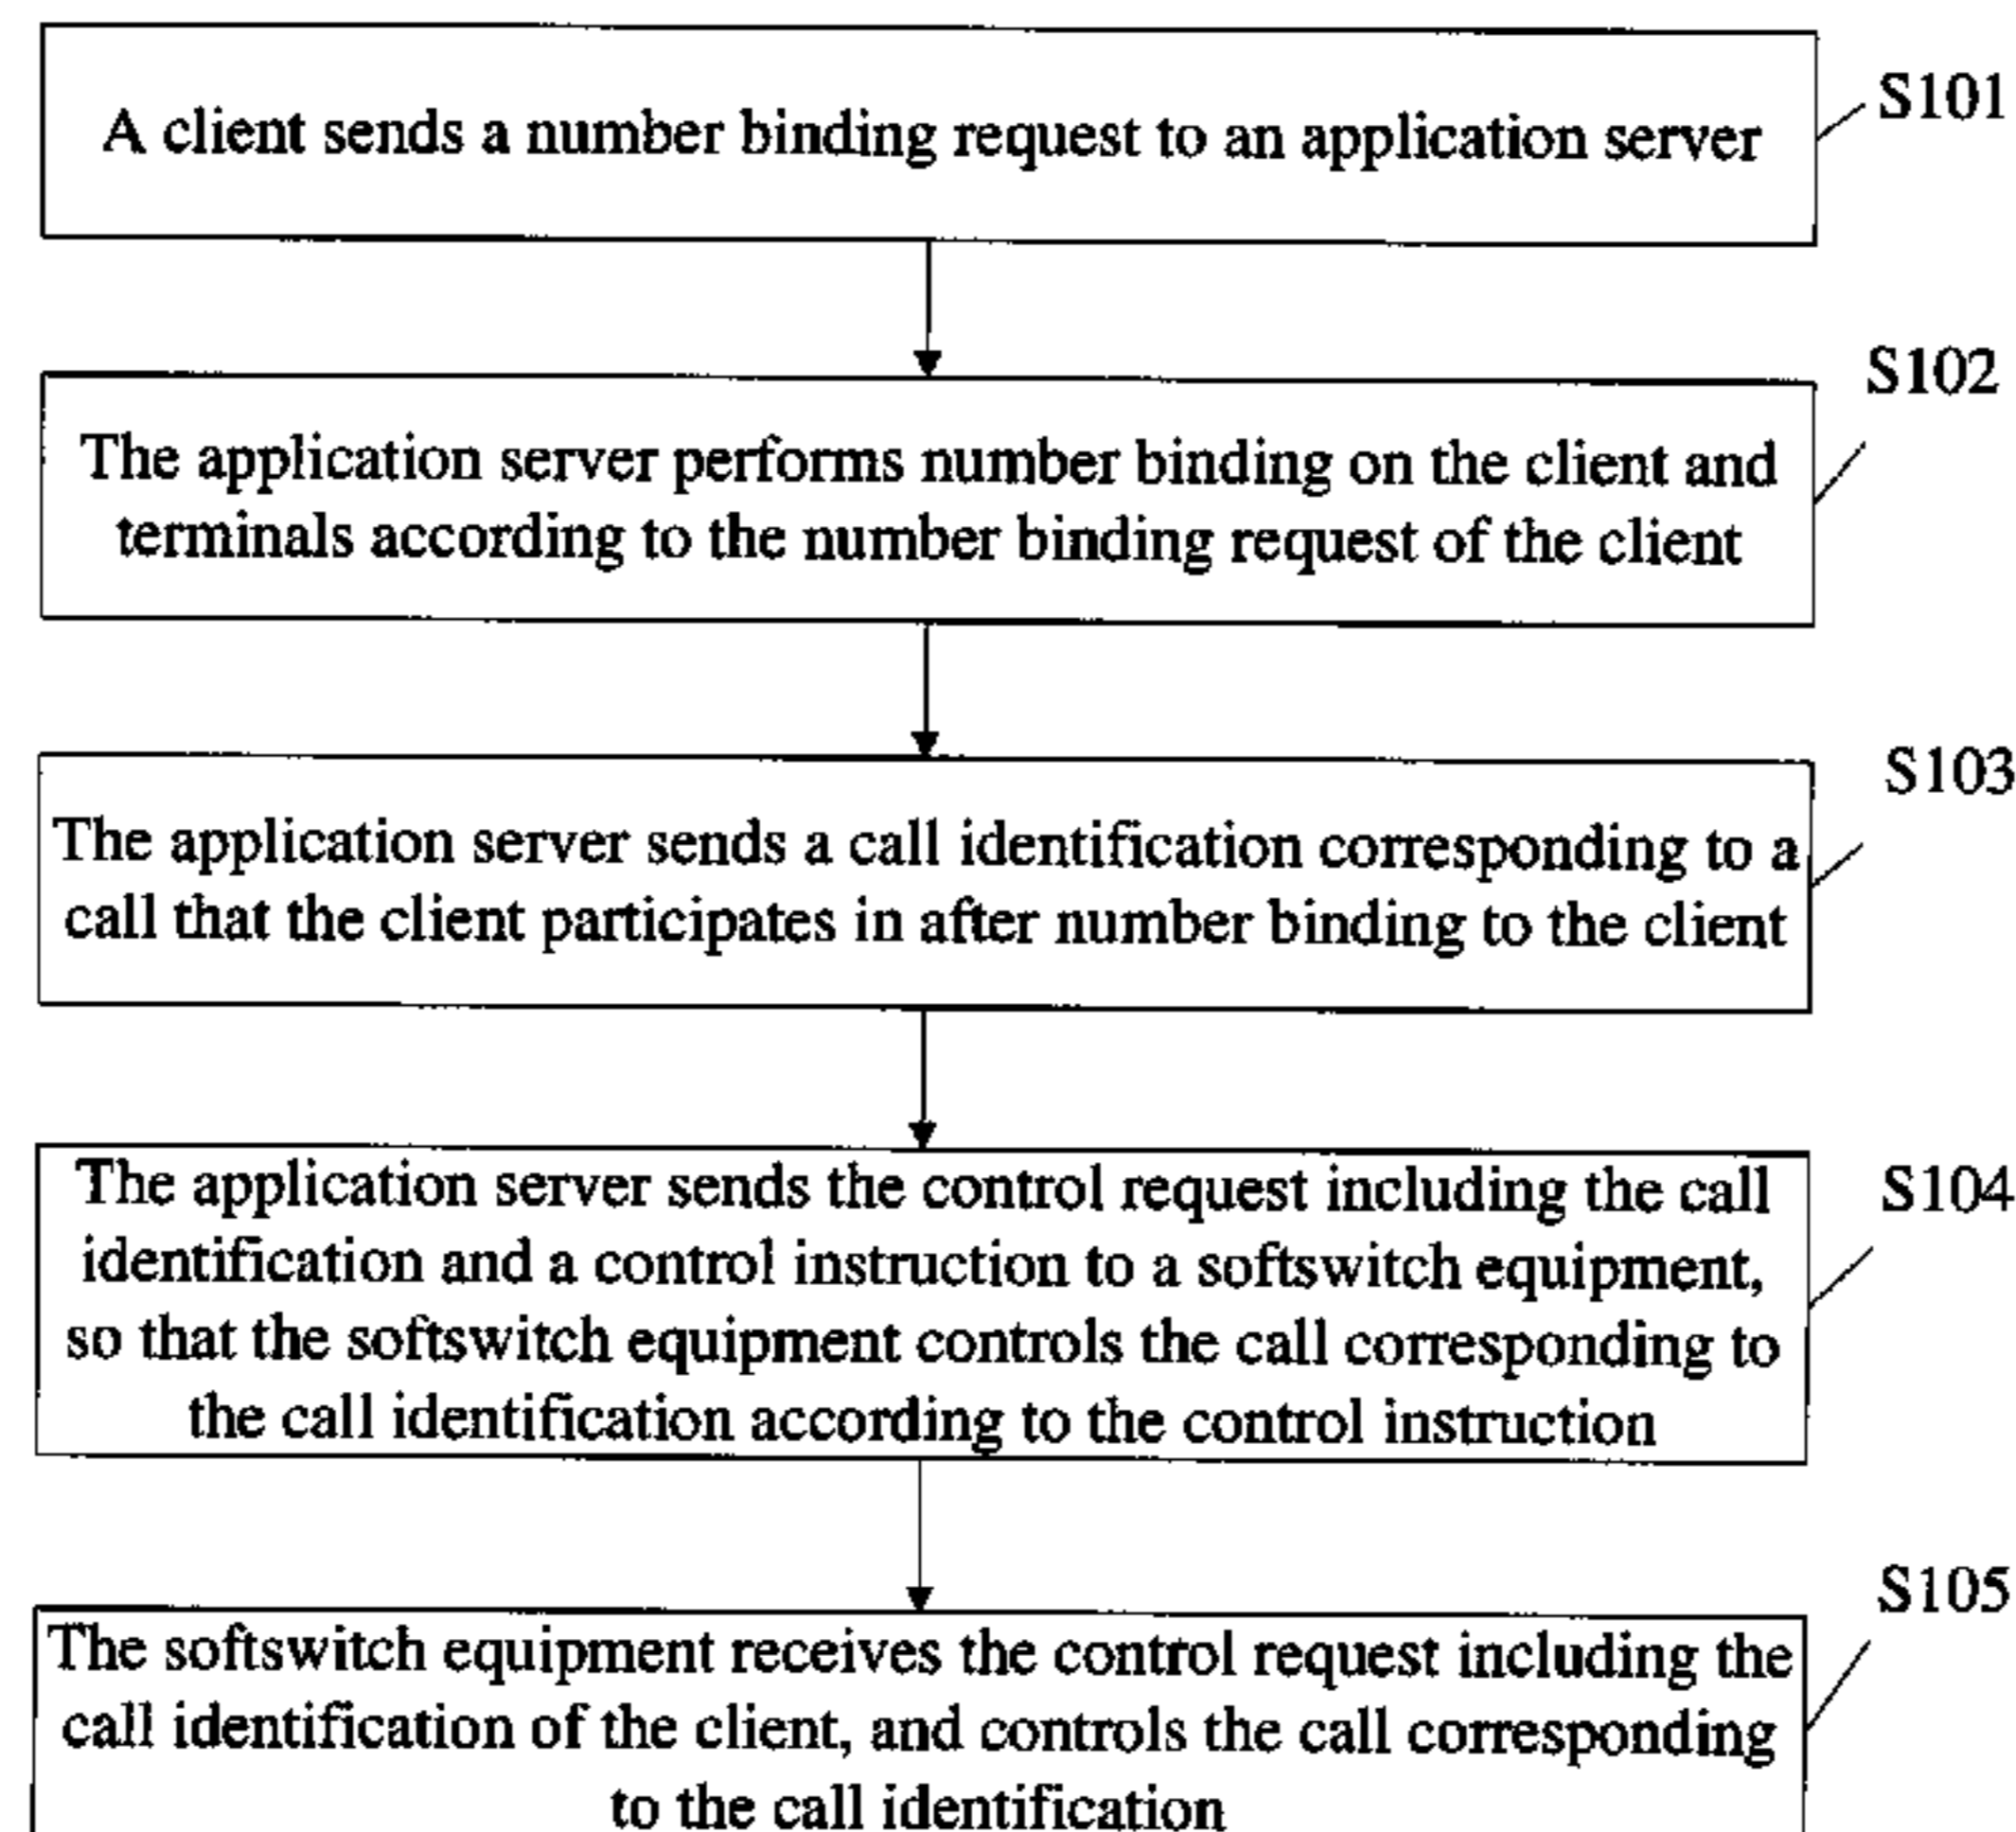 A client sends a number binding request to an application server
S101
The application server performs number binding on the client and
terminals according to the number binding request of the client
S102
The application server sends a call identification corresponding to a
call that the client participates in after number binding to the client
S103
The application server sends the control request including the call
identification and a control instruction to a softswitch equipment,
so that the softswitch equipment controls the call corresponding to
the call identification according to the control instruction
S104
The softswitch equipment receives the control request including the
call identification of the client, and controls the call corresponding
to the call identification
S105